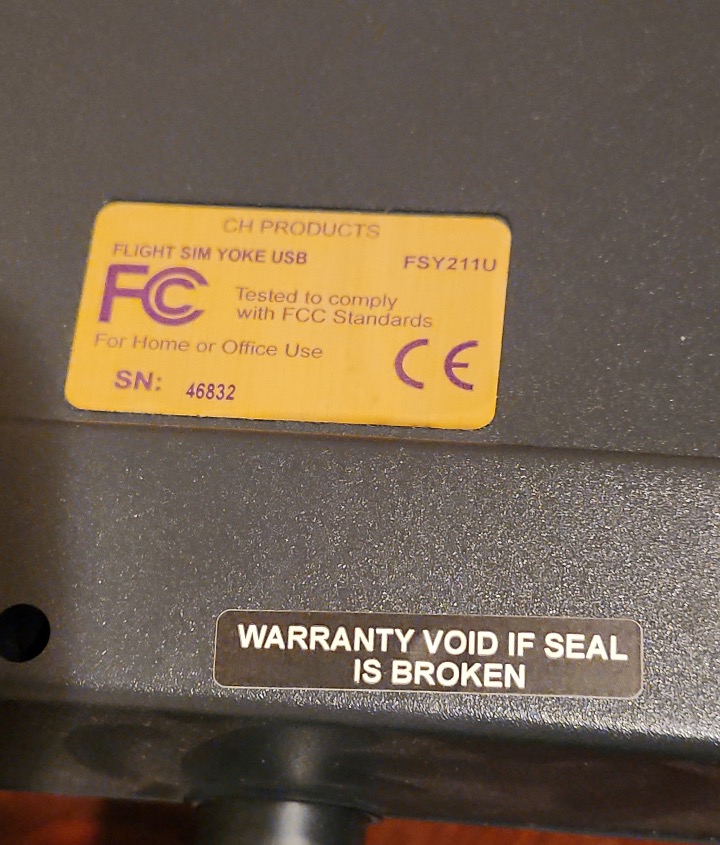 CH PRODUCTS
FLIGHT SIM YOKE USB FSY211U
FC Tested to comply
with FCC Standards
For Home or Office Use
CE
SN: 46832
WARRANTY VOID IF SEAL
IS BROKEN